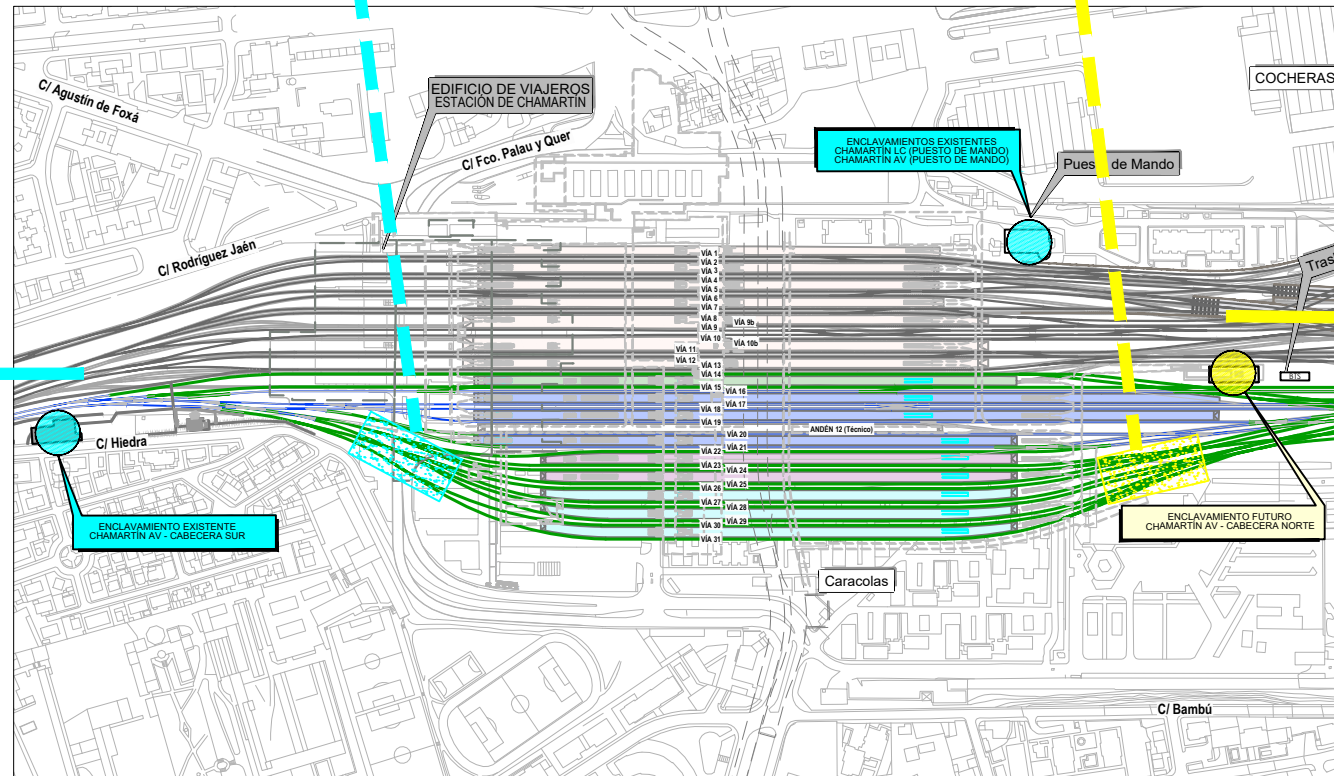 COCHERAS
C/ Agustín de Foxá
EDIFICIO DE VIAJEROS
ESTACIÓN DE CHAMARTÍN
C/ Fco. Palau y Quer
ENCLAVAMIENTOS EXISTENTES
CHAMARTÍN LC (PUESTO DE MANDO)
CHAMARTÍN AV (PUESTO DE MANDO)
de Mando
C/ Rodríguez Jaén
Tras
VÍA 1
VÍA 2
VÍA 3
VÍA 4
VÍA 5
VÍA 6
VÍA 7
VÍA 8
VÍA 9b
VÍA 9
VÍA 10
VÍA 10b
VÍA 11
VÍA 12
VÍA 13
VÍA 14
VÍA 15
VÍA 16
VÍA 17
VÍA 18
VÍA 19
VÍA 20
VÍA 21
VÍA 22
VÍA 23
VÍA 24
VÍA 25
VÍA 26
VÍA 27
VÍA 28
VÍA 29
VÍA 30
VÍA 31
ANDÉN 12 (Técnico)
BTS
C/ Hiedra
ENCLAVAMIENTO EXISTENTE
CHAMARTÍN AV - CABECERA SUR
ENCLAVAMIENTO FUTURO
CHAMARTÍN AV - CABECERA NORTE
Caracolas
C/ Bambú